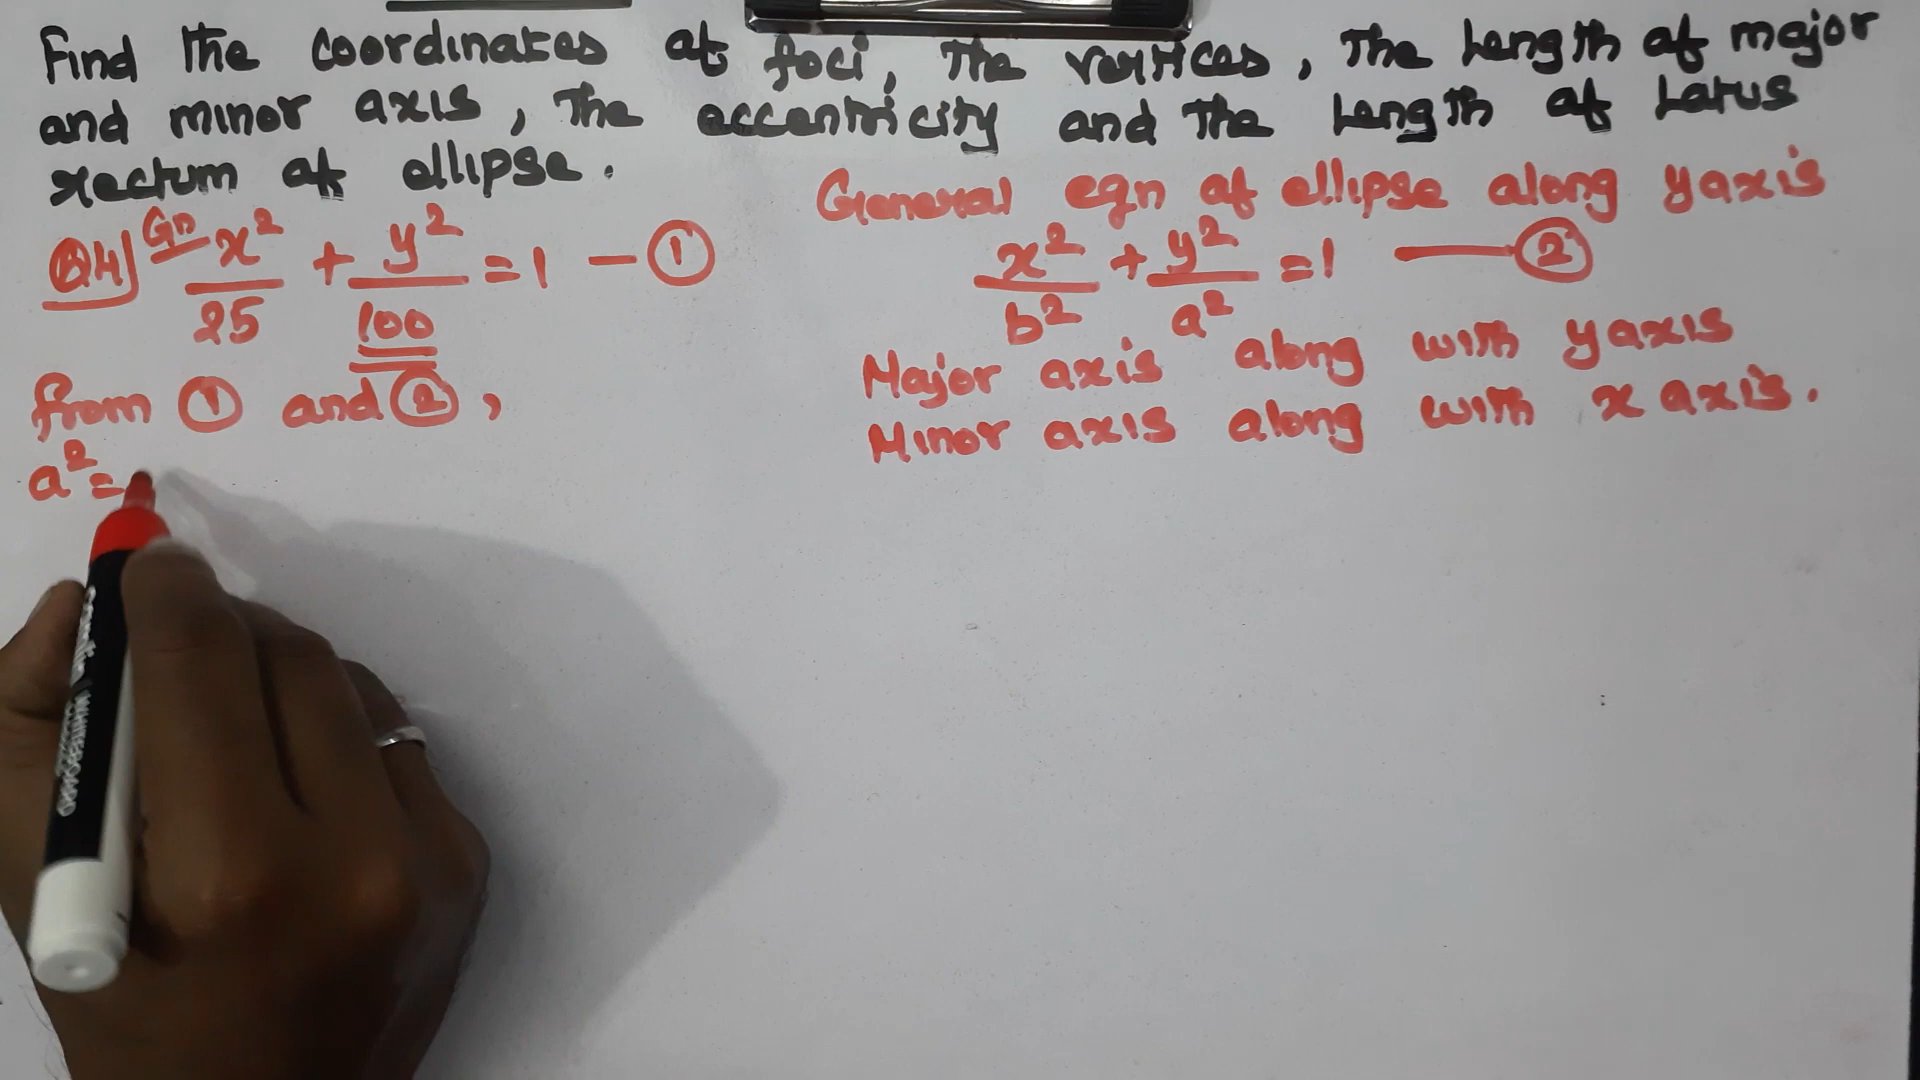 Find the coordinates of foci, The vertices, The Length of major
and minor axis, The eccentricity and The Length of Latus
rectum of ellipse.
General eqn of ellipse along y axis
Q4) Gn x²/25 + y²/100 = 1 — ①
x²/b² + y²/a² = 1 — ②
Major axis along with y axis
Minor axis along with x axis.
from ① and ②,
a² =